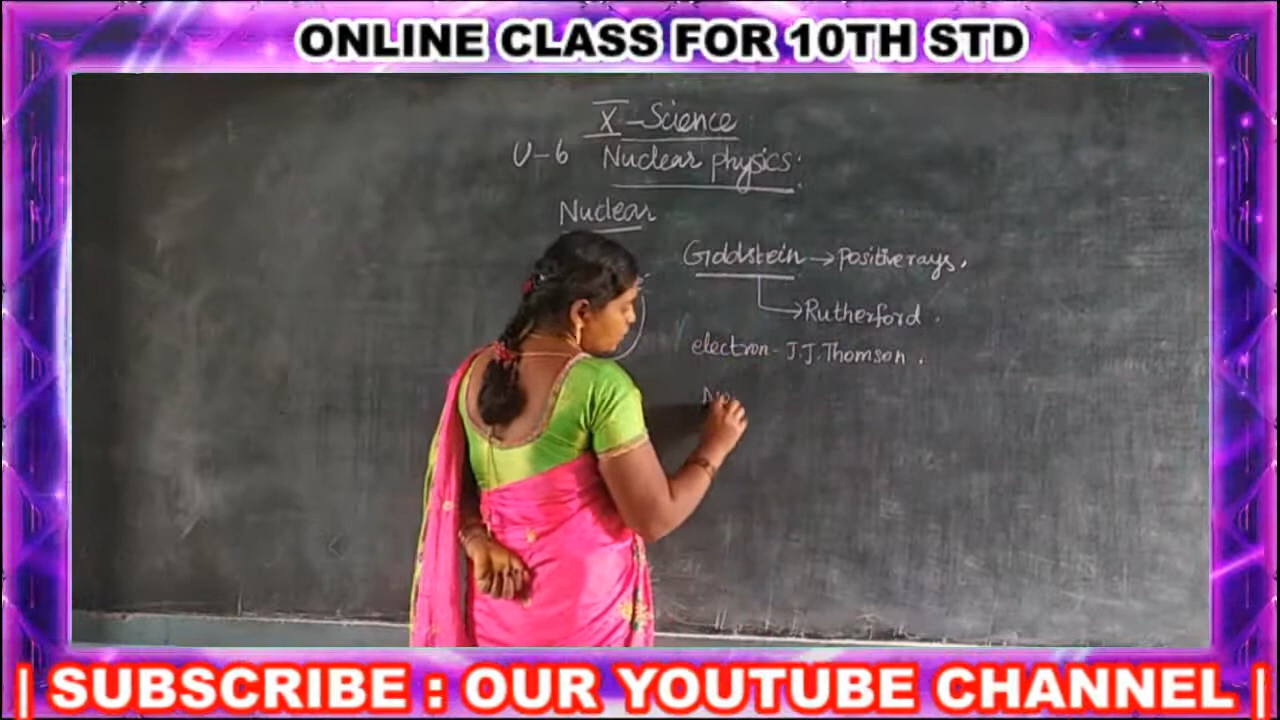 ONLINE CLASS FOR 10TH STD
X - Science
U-6 Nuclear physics:
Nuclear
Goldstein → Positive rays.
→ Rutherford.
electron - J.J. Thomson.
| SUBSCRIBE : OUR YOUTUBE CHANNEL |